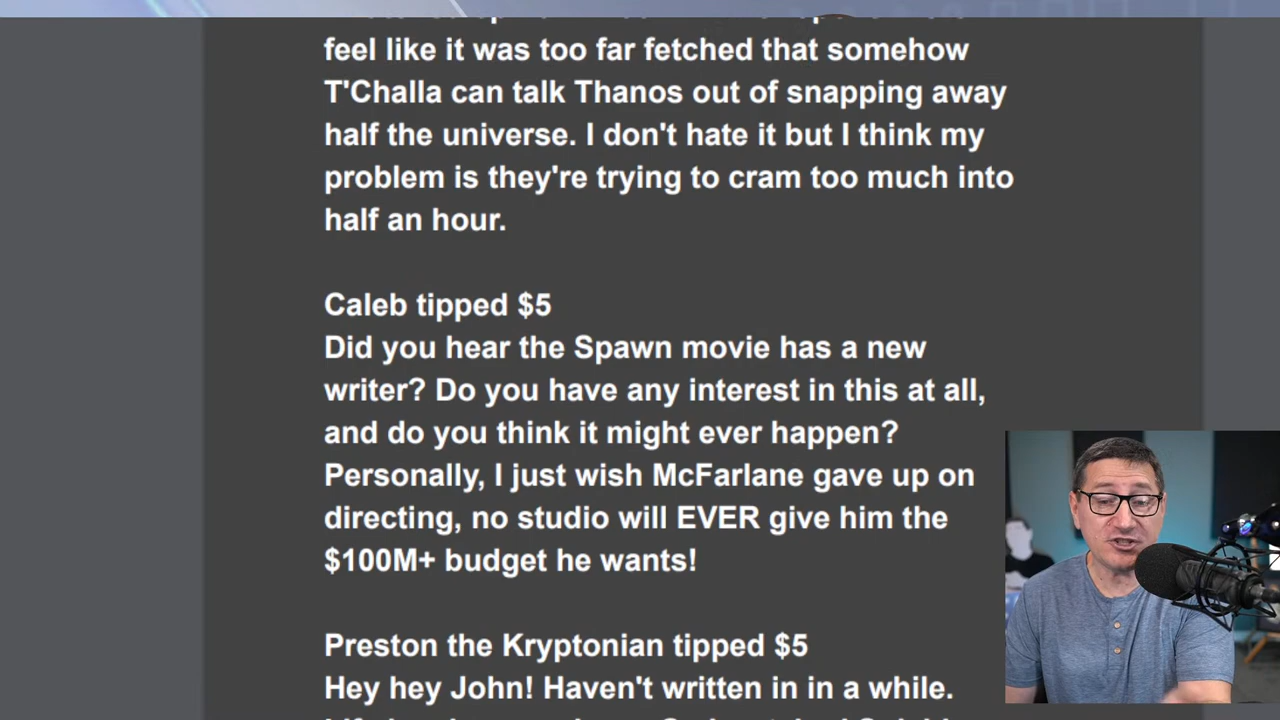 feel like it was too far fetched that somehow
T'Challa can talk Thanos out of snapping away
half the universe. I don't hate it but I think my
problem is they're trying to cram too much into
half an hour.
Caleb tipped $5
Did you hear the Spawn movie has a new
writer? Do you have any interest in this at all,
and do you think it might ever happen?
Personally, I just wish McFarlane gave up on
directing, no studio will EVER give him the
$100M+ budget he wants!
Preston the Kryptonian tipped $5
Hey hey John! Haven't written in in a while.